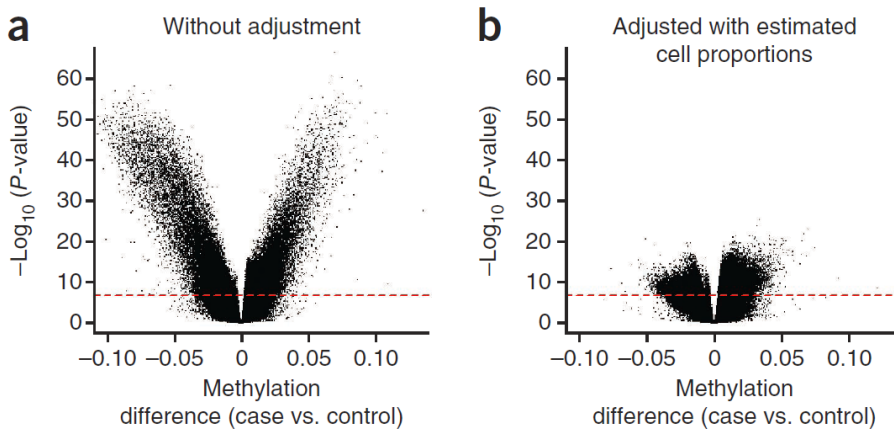 a
Without adjustment
–Log10 (P-value)
60
50
40
30
20
10
0
–0.10 –0.05 0 0.05 0.10
Methylation
difference (case vs. control)
b
Adjusted with estimated
cell proportions
–Log10 (P-value)
60
50
40
30
20
10
0
–0.10 –0.05 0 0.05 0.10
Methylation
difference (case vs. control)